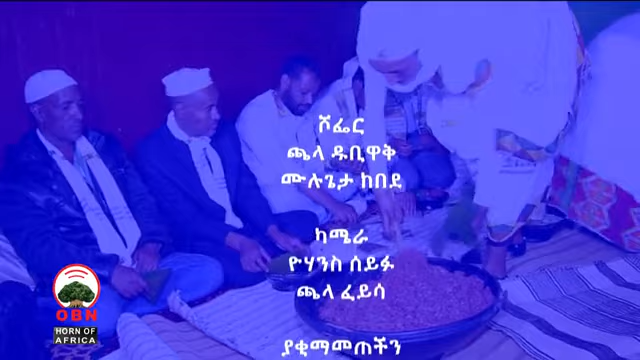 ሾፌር
ጫላ ዱቢዋቅ
ሙሉጌታ ከበደ
ካሜራ
ዮሃንስ ሰይፉ
ጫላ ፈይሳ
ያቂማመጠችን
OBN
HORN OF
AFRICA